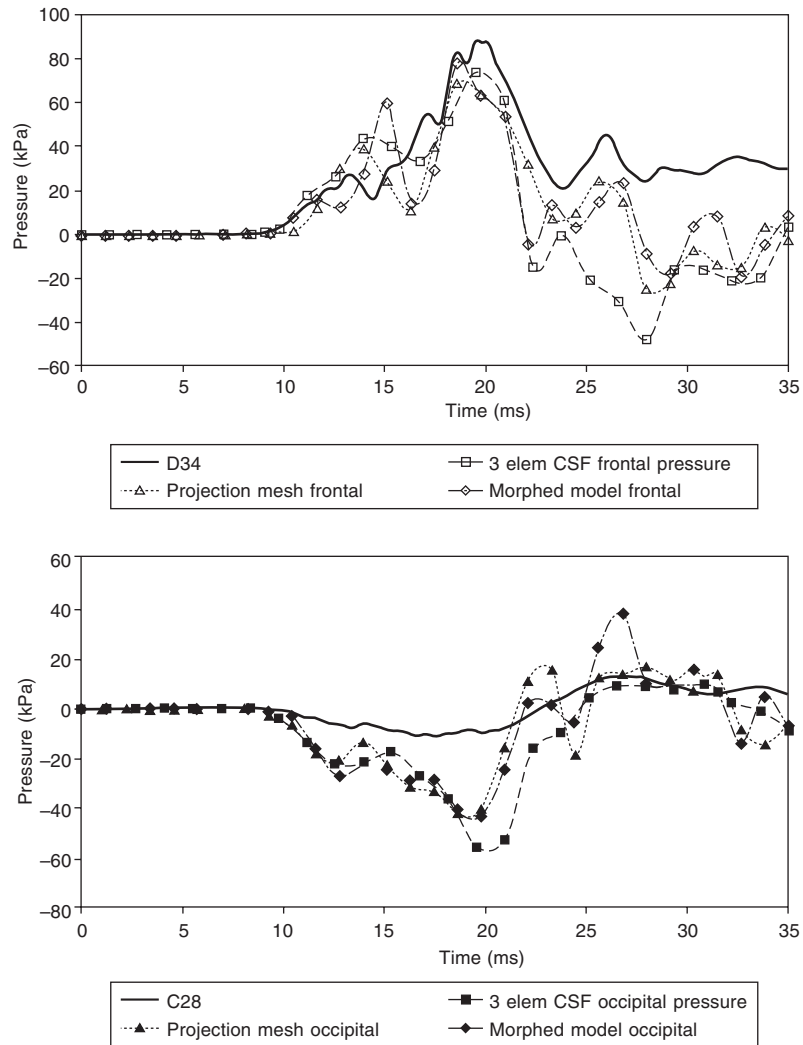 100
80
60
40
20
0
−20
−40
−60
Pressure (kPa)
0 5 10 15 20 25 30 35
Time (ms)
D34 3 elem CSF frontal pressure
Projection mesh frontal Morphed model frontal
60
40
20
0
−20
−40
−60
−80
Pressure (kPa)
0 5 10 15 20 25 30 35
Time (ms)
C28 3 elem CSF occipital pressure
Projection mesh occipital Morphed model occipital